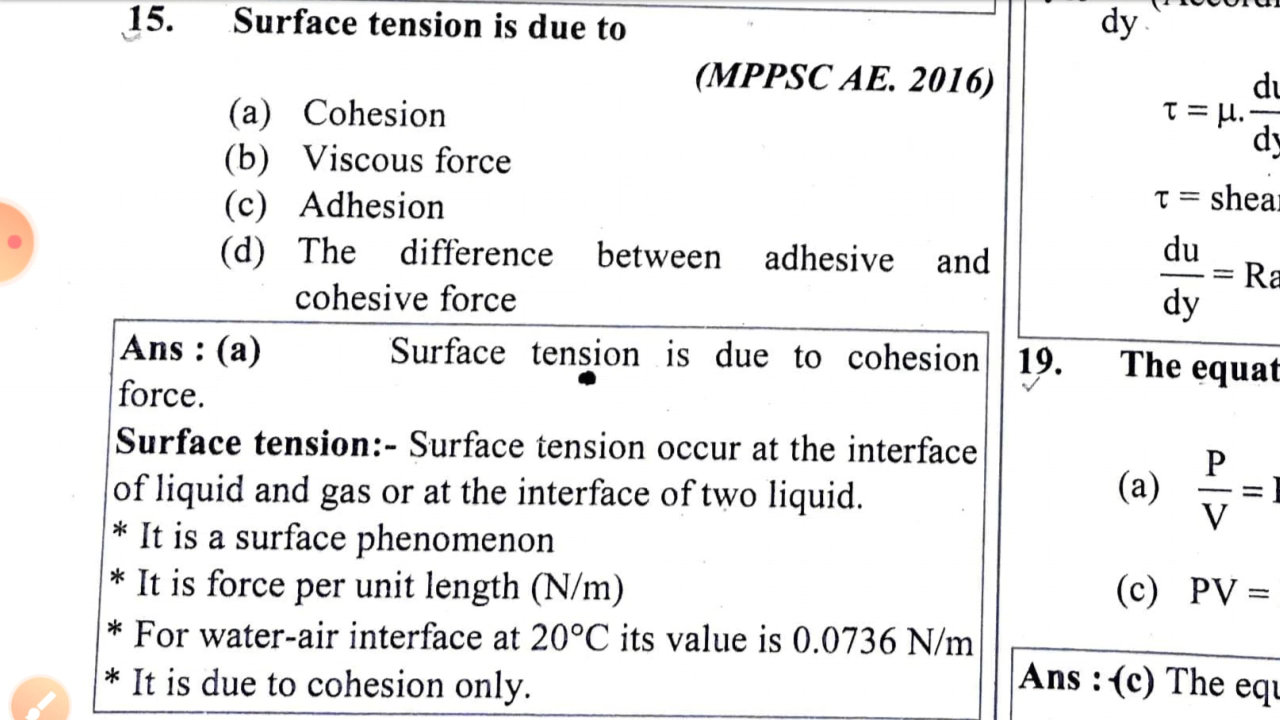 15. Surface tension is due to
(MPPSC AE. 2016)
(a) Cohesion
(b) Viscous force
(c) Adhesion
(d) The difference between adhesive and
cohesive force
Ans : (a) Surface tension is due to cohesion
force.
Surface tension:- Surface tension occur at the interface
of liquid and gas or at the interface of two liquid.
* It is a surface phenomenon
* It is force per unit length (N/m)
* For water-air interface at 20°C its value is 0.0736 N/m
* It is due to cohesion only.
dy
τ = μ.
τ =
du
dy
=
19. The
(a) P
V
=
(c) PV =
Ans : (c) The